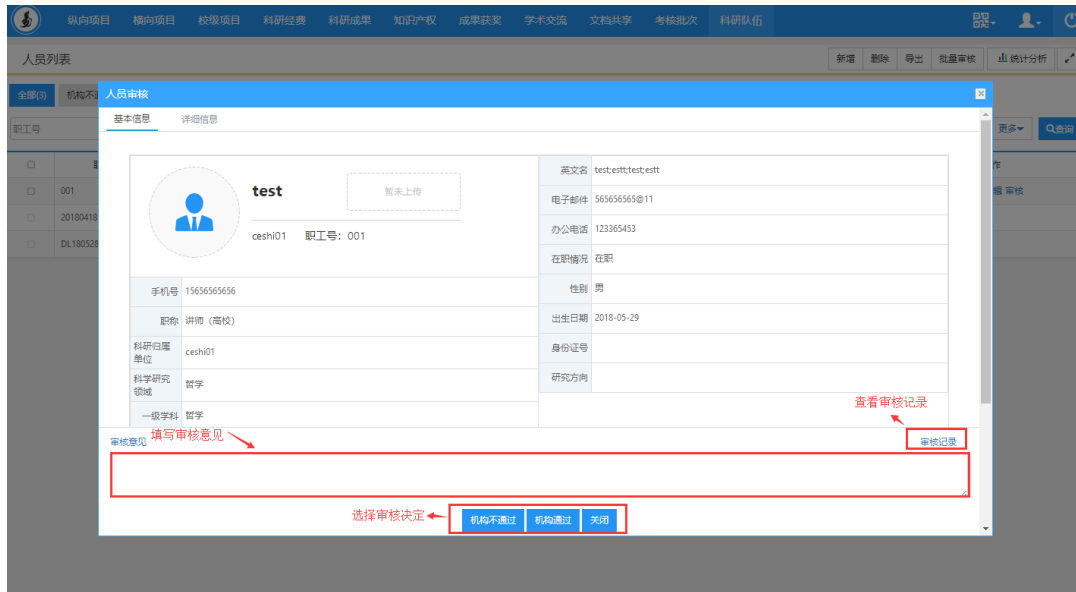 纵向项目 横向项目 校级项目 科研经费 科研成果 知识产权 成果获奖 学术交流 文档共享 考核批次 科研队伍
人员列表 新增 删除 导出 批量审核 统计分析
全部(3) 机构不
人员审核
基本信息 详细信息
职工号 更多 查询
001 审核
20180418
DL180528
test 暂未上传
ceshi01 职工号：001
手机号 15656565656
职称 讲师（高校）
科研归属
单位 ceshi01
科学研究
领域 哲学
一级学科 哲学
英文名 test;estt;test;estt
电子邮件 565656565@11
办公电话 123365453
在职情况 在职
性别 男
出生日期 2018-05-29
身份证号
研究方向
查看审核记录
审核意见 填写审核意见 审核记录
选择审核决定 机构不通过 机构通过 关闭